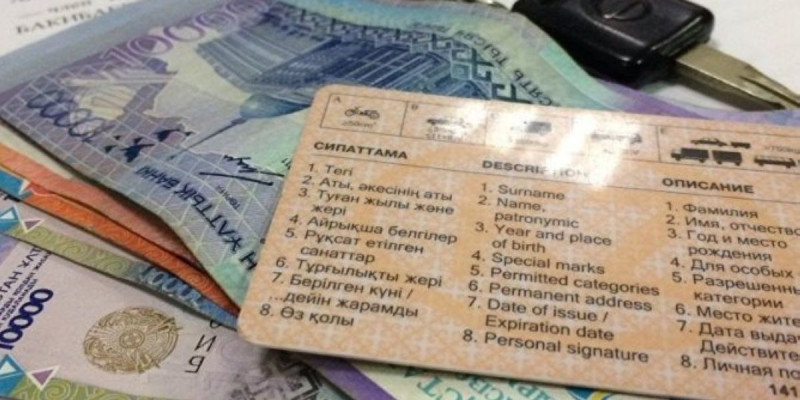 10000
10000
A
B
E
СИПАТТАМА
1. Тегі
2. Аты, әкесінің аты
3. Туған жылы және
жері
4. Айрықша белгілер
5. Рұқсат етілген
санаттар
6. Тұрғылықты жері
7. Берілген күні /
...дейін жарамды
8. Өз қолы
DESCRIPTION
1. Surname
2. Name,
patronymic
3. Year and place
of birth
4. Special marks
5. Permitted categories
6. Permanent address
7. Date of issue /
Expiration date
8. Personal signature
ОПИСАНИЕ
1. Фамилия
2. Имя, отчество
3. Год и место
рождения
4. Для особых
5. Разрешенн
категории
6. Место жите
7. Дата выдач
Действите
8. Личная по
141
10000